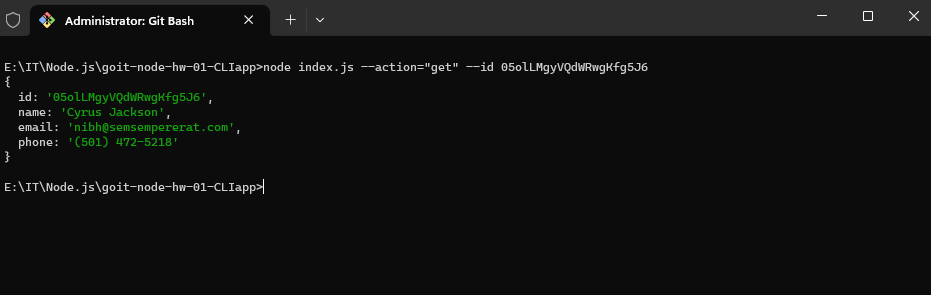 Administrator: Git Bash
E:\IT\Node.js\goit-node-hw-01-CLIapp>node index.js --action="get" --id 05olLMgyVQdWRwgKfg5J6
{
  id: '05olLMgyVQdWRwgKfg5J6',
  name: 'Cyrus Jackson',
  email: 'nibh@semsempererat.com',
  phone: '(501) 472-5218'
}
E:\IT\Node.js\goit-node-hw-01-CLIapp>